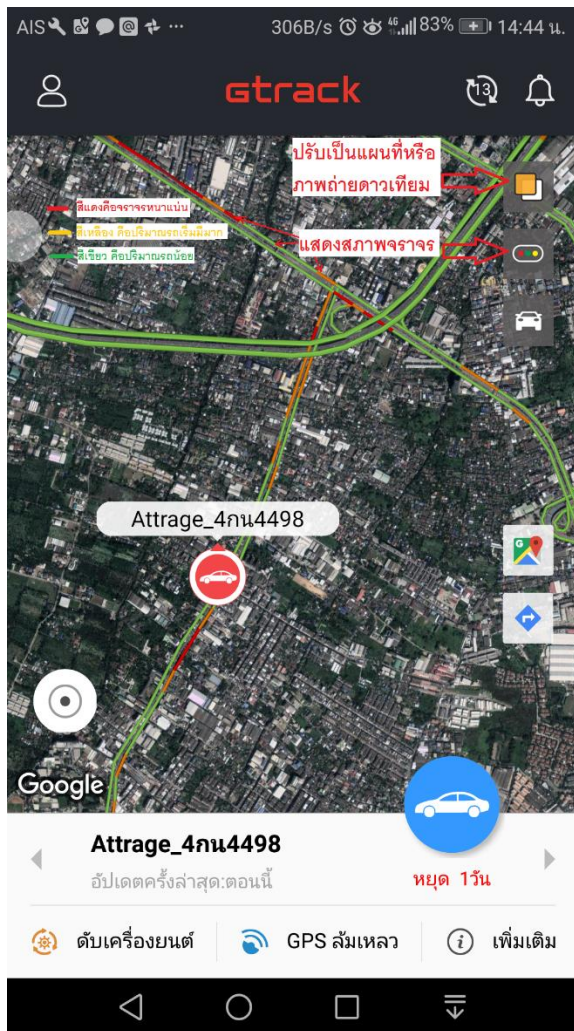 AIS
306B/s
4G
83%
14:44 น.
Gtrack
13
ปรับเป็นแผนที่หรือ
ภาพถ่ายดาวเทียม
สีแดงคือจราจรหนาแน่น
สีเหลือง คือปริมาณรถเริ่มมีมาก
สีเขียว คือปริมาณรถน้อย
แสดงสภาพจราจร
Attrage_4กน4498
Google
Attrage_4กน4498
อัปเดตครั้งล่าสุด:ตอนนี้
หยุด 1วัน
ดับเครื่องยนต์
GPS ล้มเหลว
เพิ่มเติม